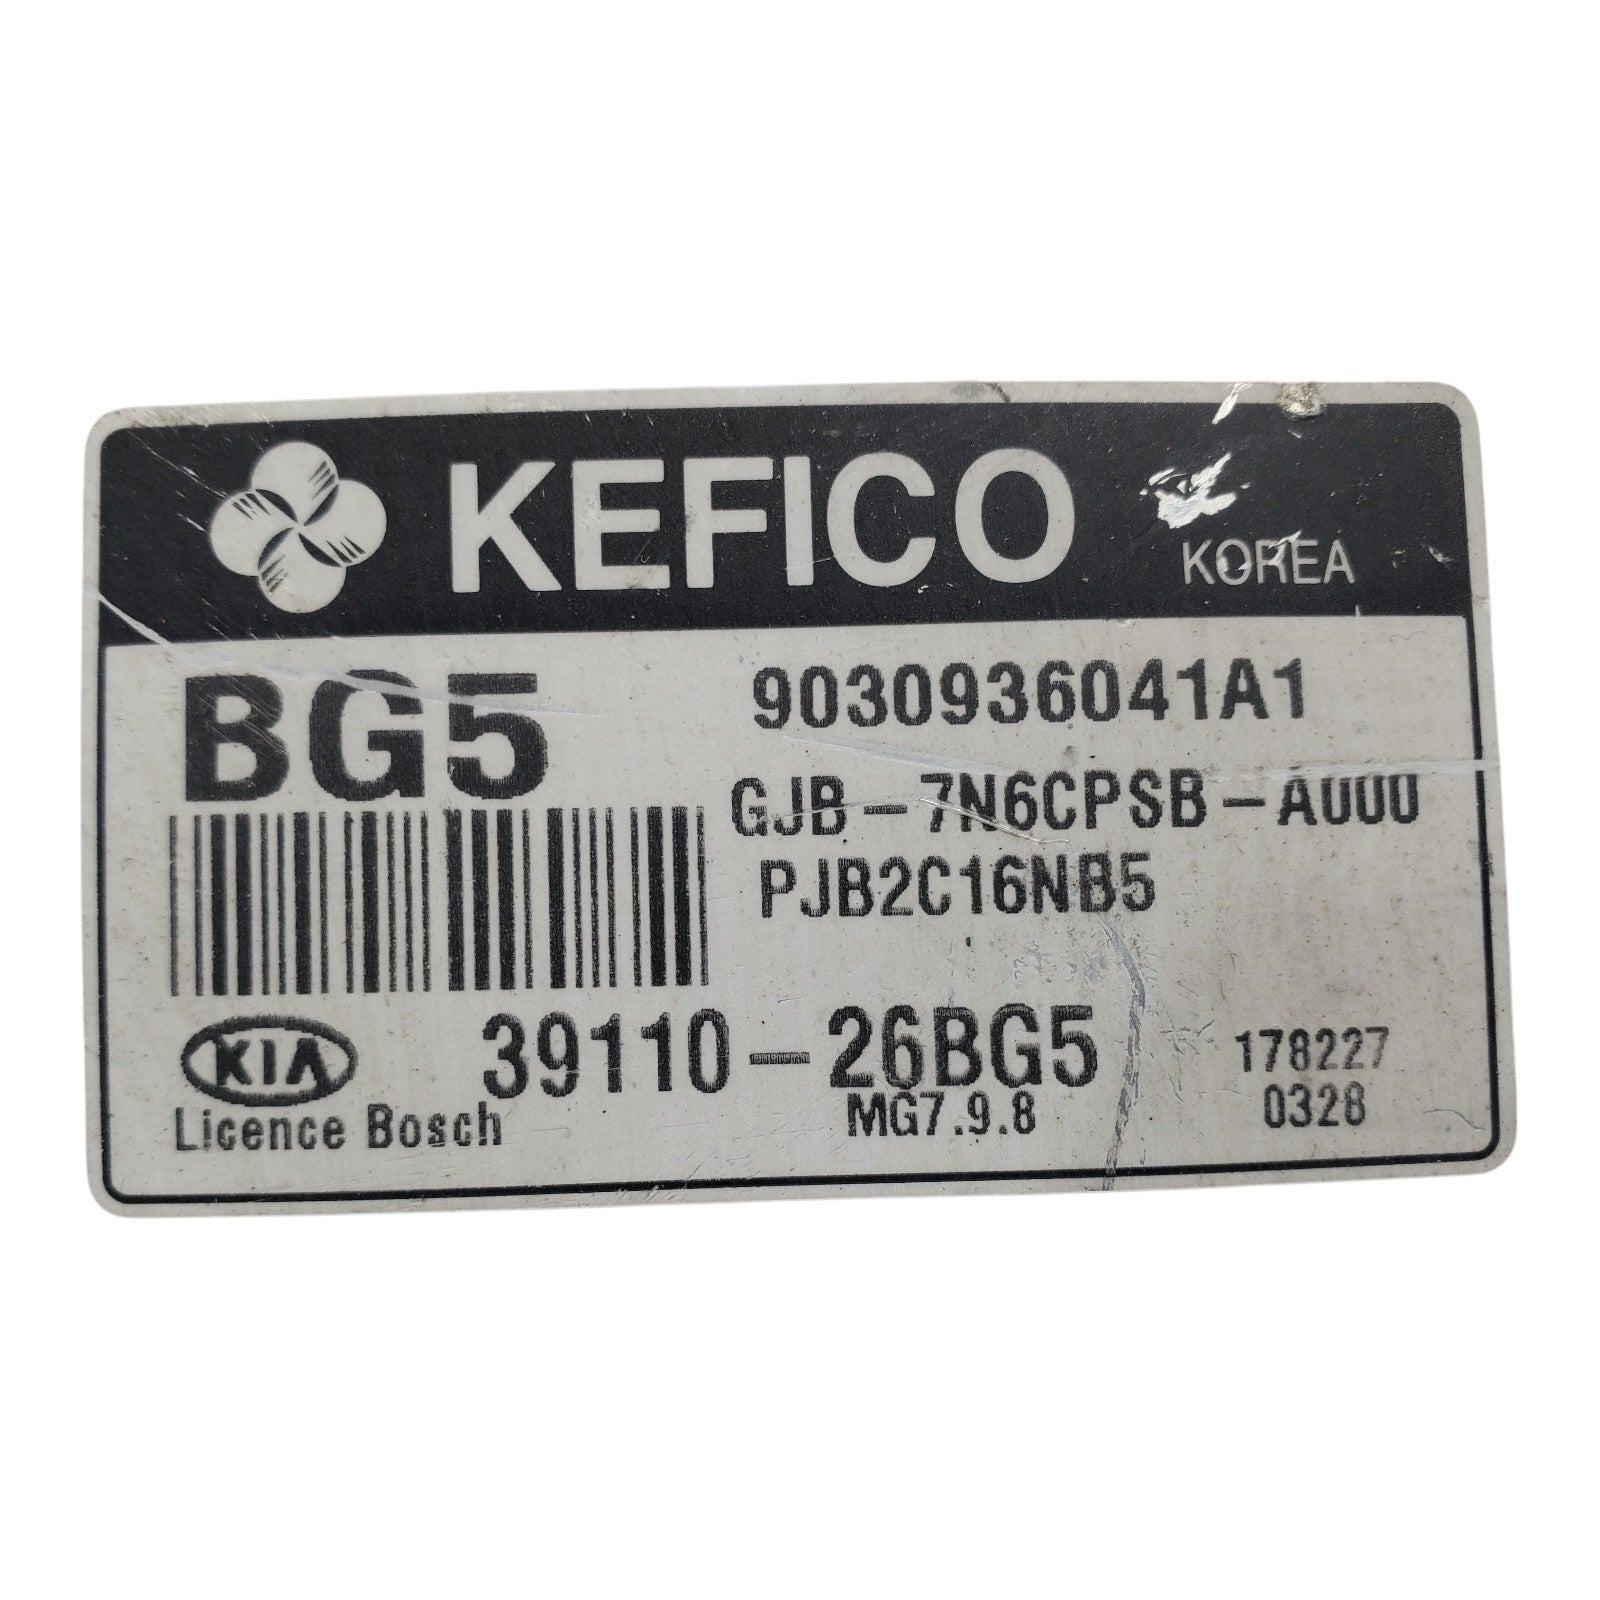 KEFICO
KOREA
BG5
9030936041A1
GJB-7N6CPSB-A000
PJB2C16NB5
KIA
39110-26BG5
178227
Licence Bosch
MG7.9.8
0328